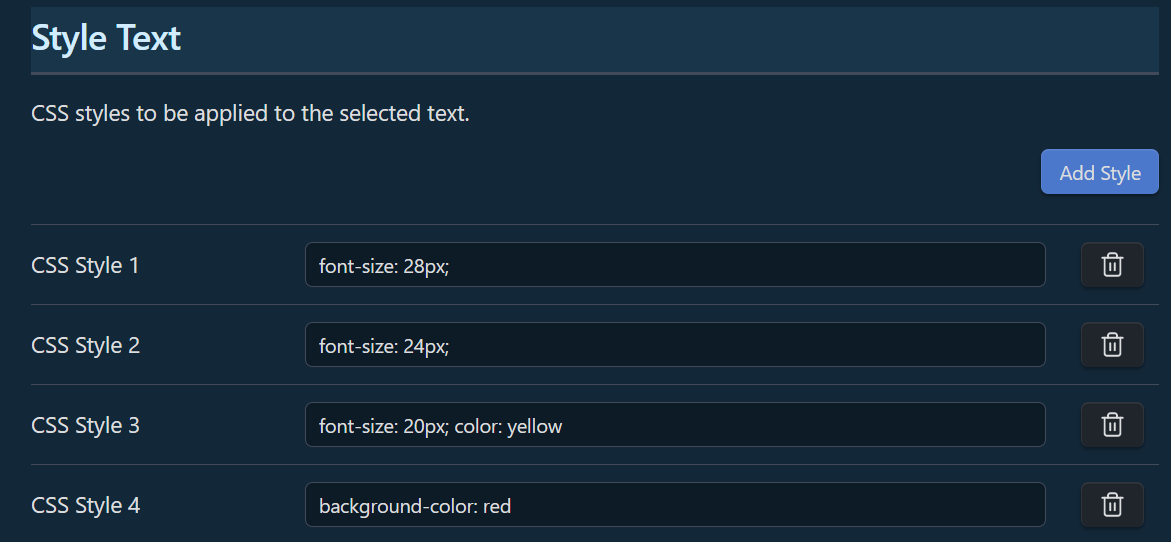 Style Text
CSS styles to be applied to the selected text.
Add Style
CSS Style 1 font-size: 28px;
CSS Style 2 font-size: 24px;
CSS Style 3 font-size: 20px; color: yellow
CSS Style 4 background-color: red